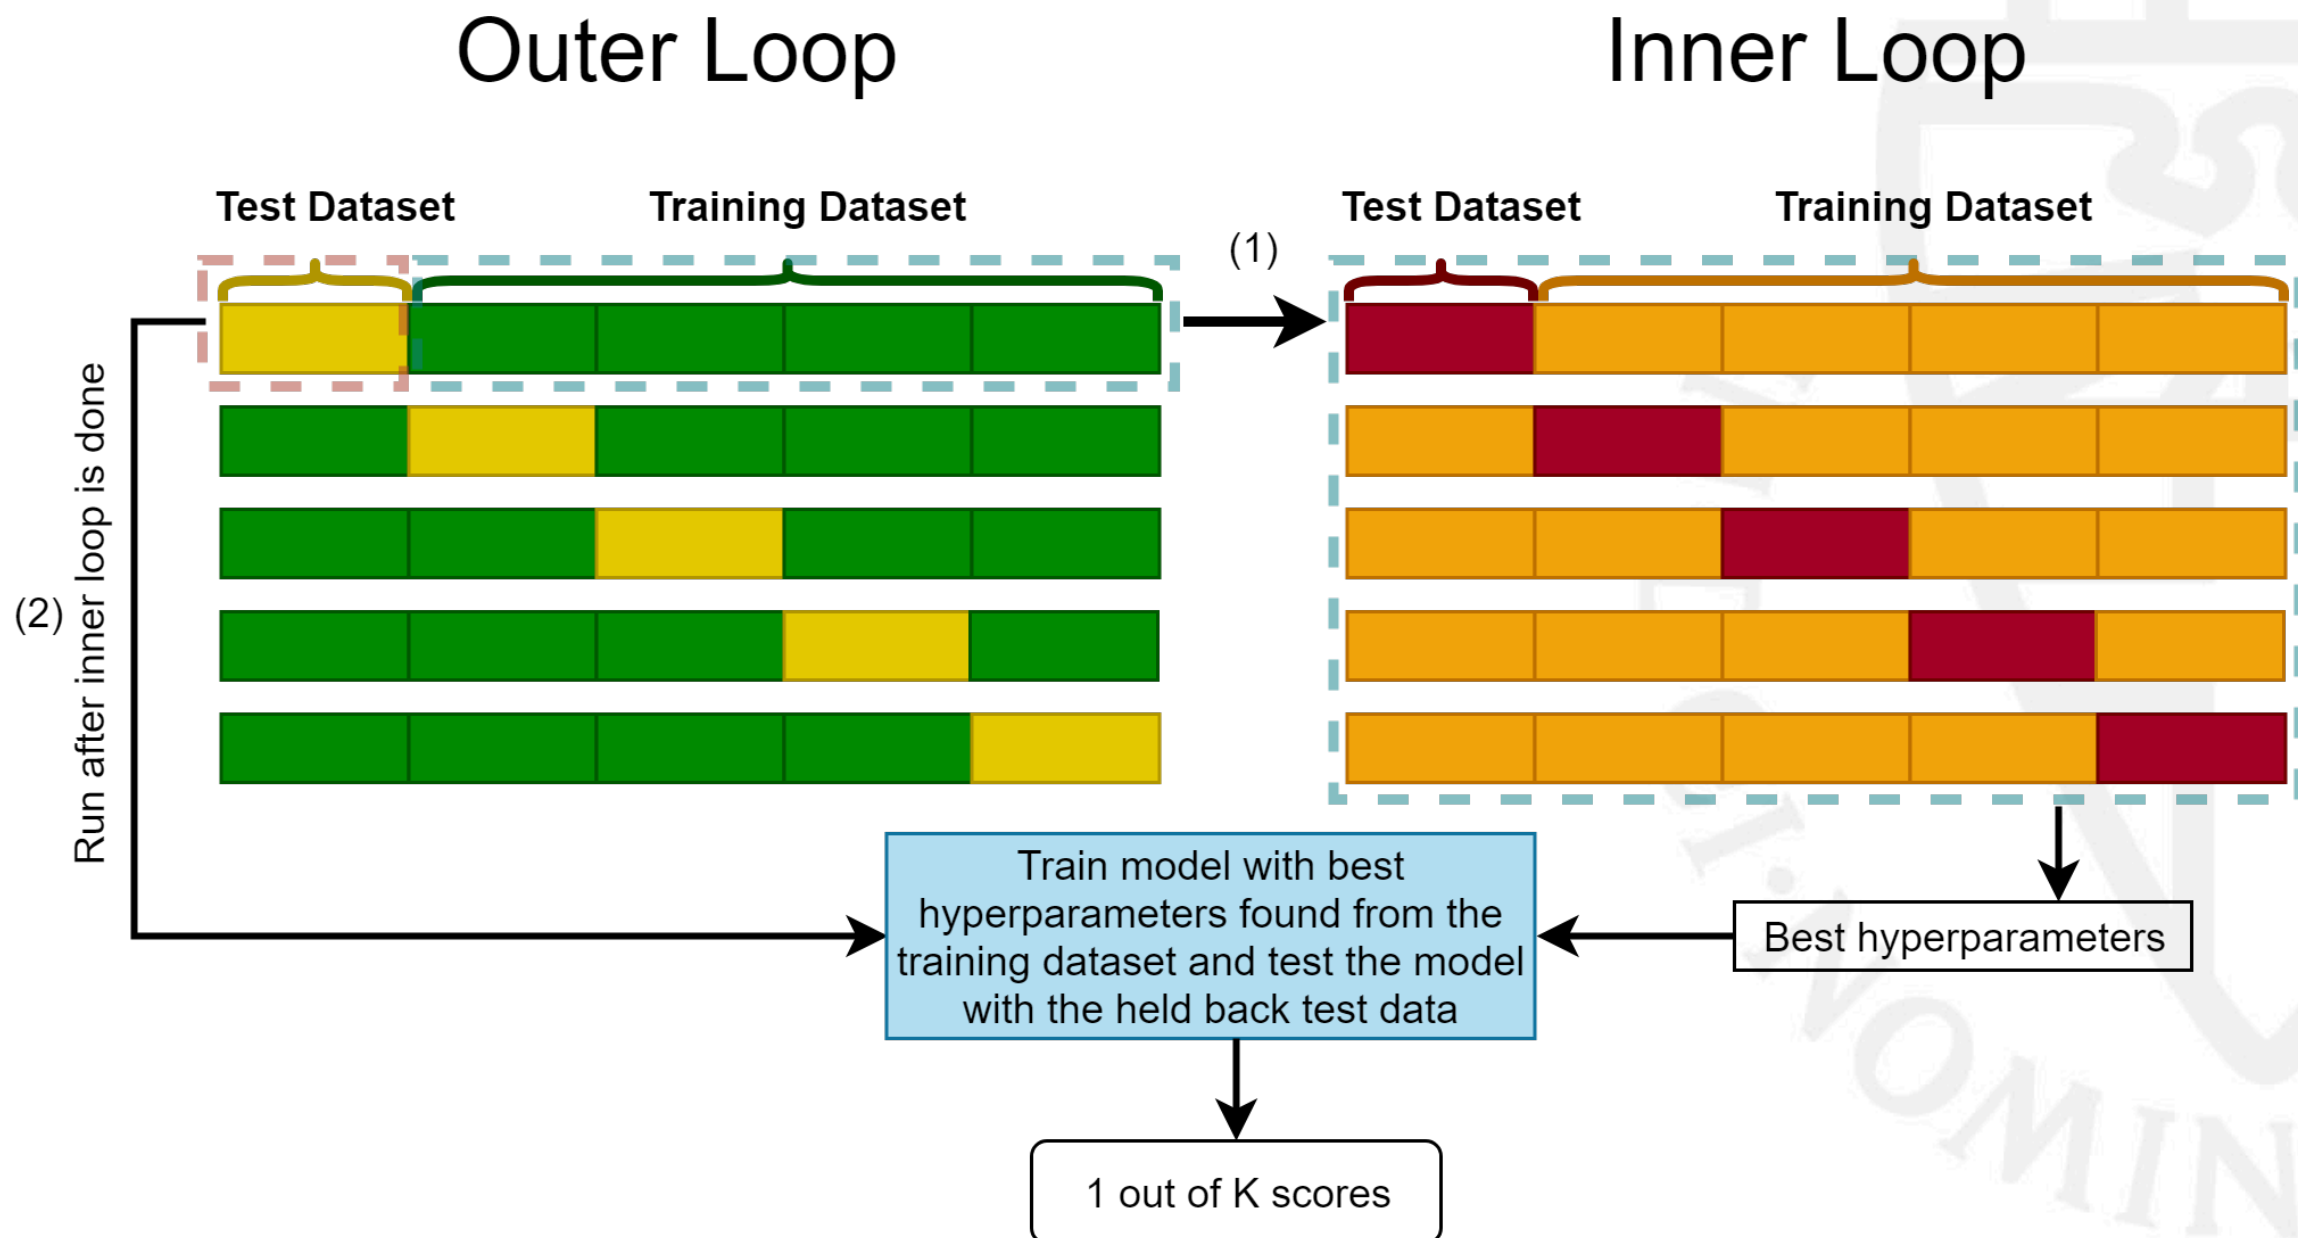 Outer Loop
Inner Loop
Test Dataset
Training Dataset
(1)
Test Dataset
Training Dataset
(2)
Run after inner loop is done
Train model with best
hyperparameters found from the
training dataset and test the model
with the held back test data
Best hyperparameters
1 out of K scores
NOMIN